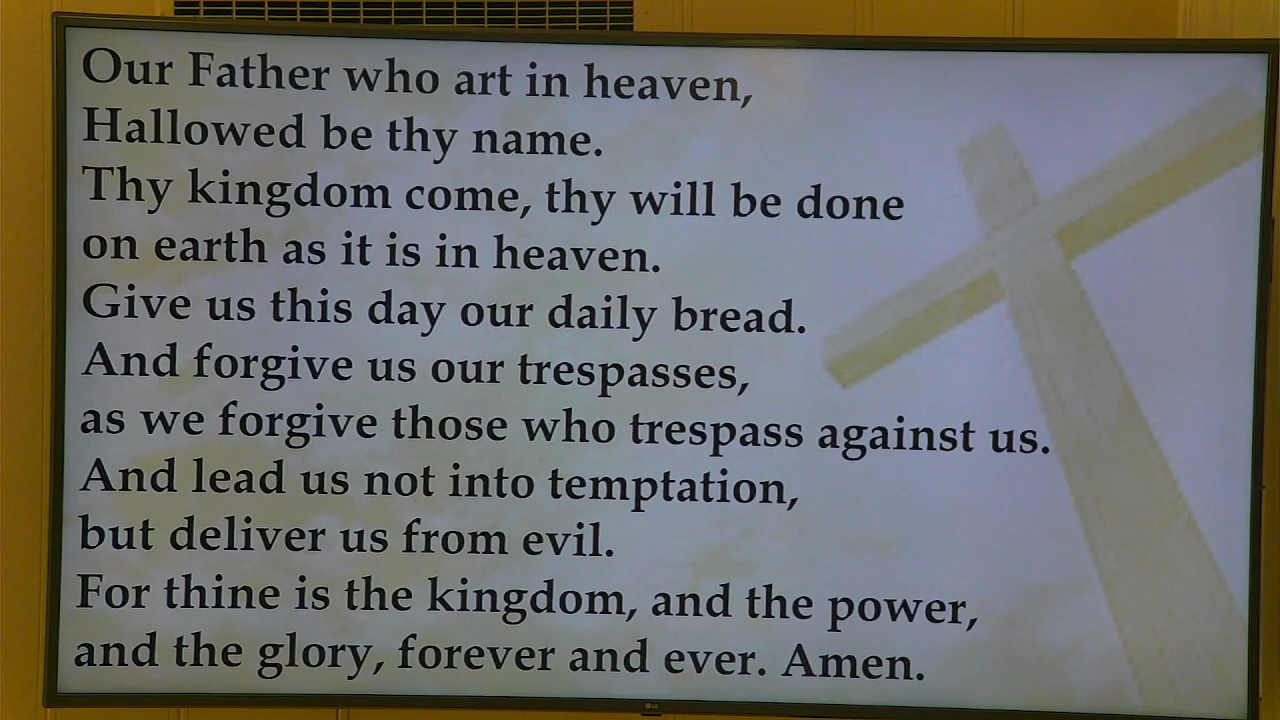 Our Father who art in heaven,
Hallowed be thy name.
Thy kingdom come, thy will be done
on earth as it is in heaven.
Give us this day our daily bread.
And forgive us our trespasses,
as we forgive those who trespass against us.
And lead us not into temptation,
but deliver us from evil.
For thine is the kingdom, and the power,
and the glory, forever and ever. Amen.
LG